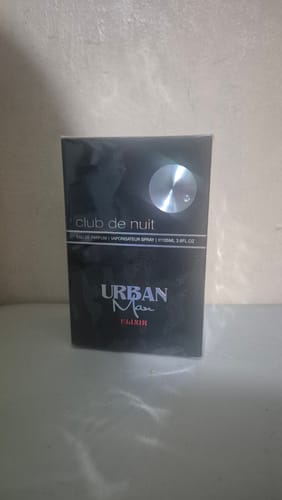 club de nuit
EAU DE PARFUM | VAPORISATEUR SPRAY | ℮105ML 3.6FL.OZ
URBAN
Man
ELIXIR